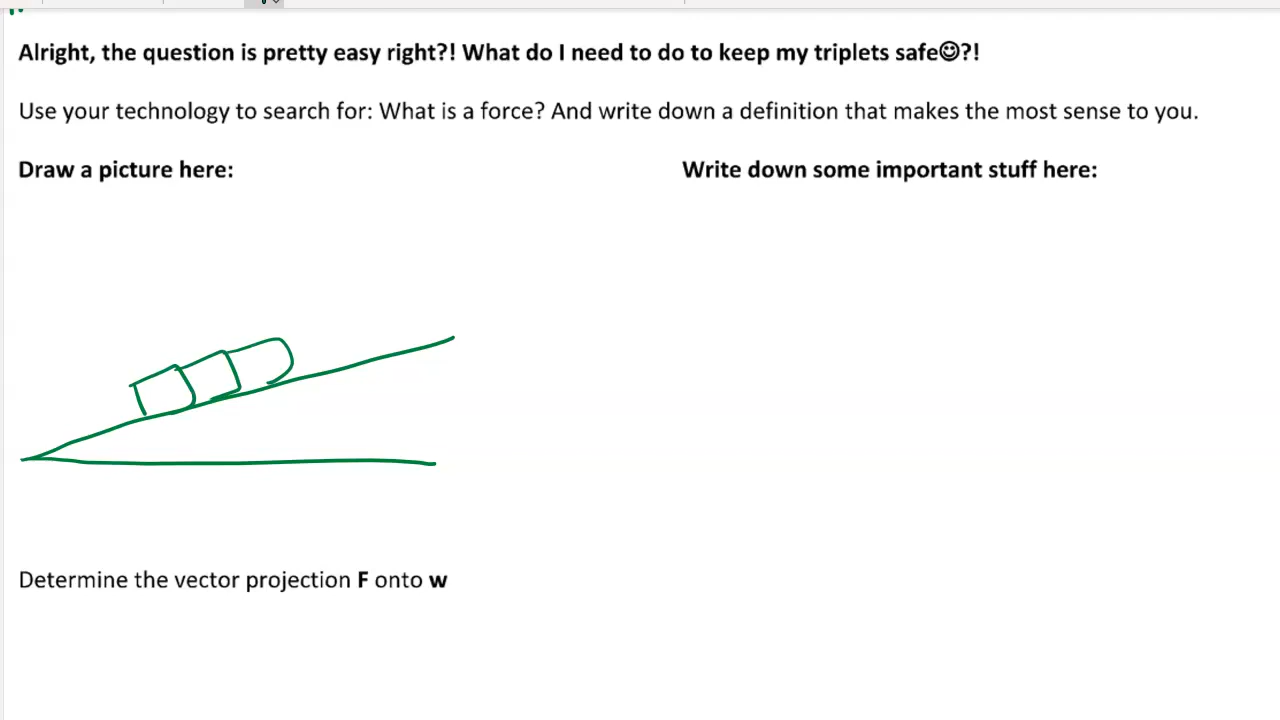 Alright, the question is pretty easy right?! What do I need to do to keep my triplets safe☺?!
Use your technology to search for: What is a force? And write down a definition that makes the most sense to you.
Draw a picture here:
Write down some important stuff here:
Determine the vector projection F onto w